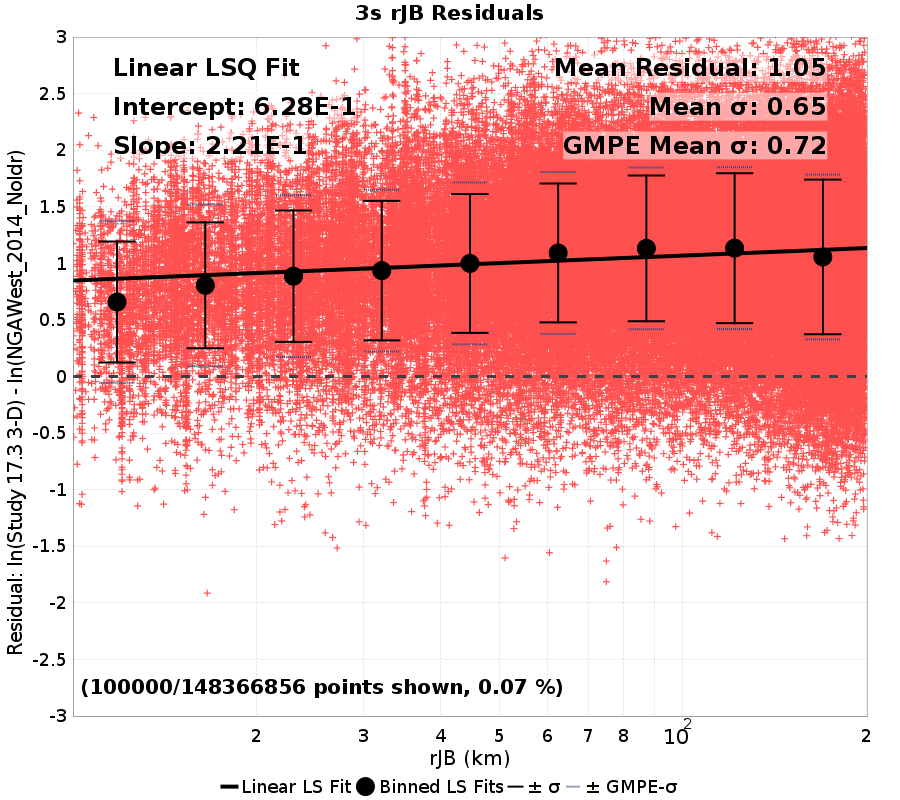 3s rJB Residuals
Linear LSQ Fit
Intercept: 6.28E-1
Slope: 2.21E-1
Mean Residual: 1.05
Mean σ: 0.65
GMPE Mean σ: 0.72
Residual: ln(Study 17.3 3-D) - ln(NGAWest_2014_NoIdr)
3
2.5
2
1.5
1
0.5
0
-0.5
-1
-1.5
-2
-2.5
-3
(100000/148366856 points shown, 0.07 %)
2 3 4 5 6 7 8 10² 2
rJB (km)
Linear LS Fit Binned LS Fits ± σ ± GMPE-σ